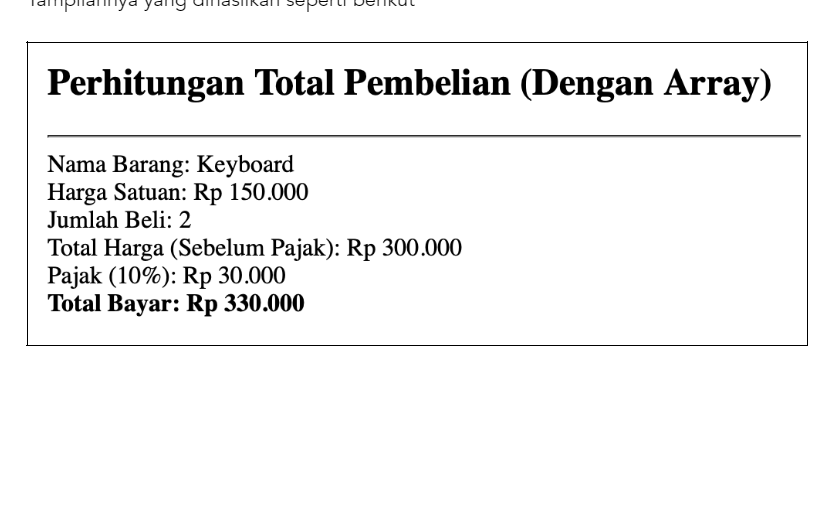 Tampilannya yang dihasilkan seperti berikut
Perhitungan Total Pembelian (Dengan Array)
Nama Barang: Keyboard
Harga Satuan: Rp 150.000
Jumlah Beli: 2
Total Harga (Sebelum Pajak): Rp 300.000
Pajak (10%): Rp 30.000
Total Bayar: Rp 330.000